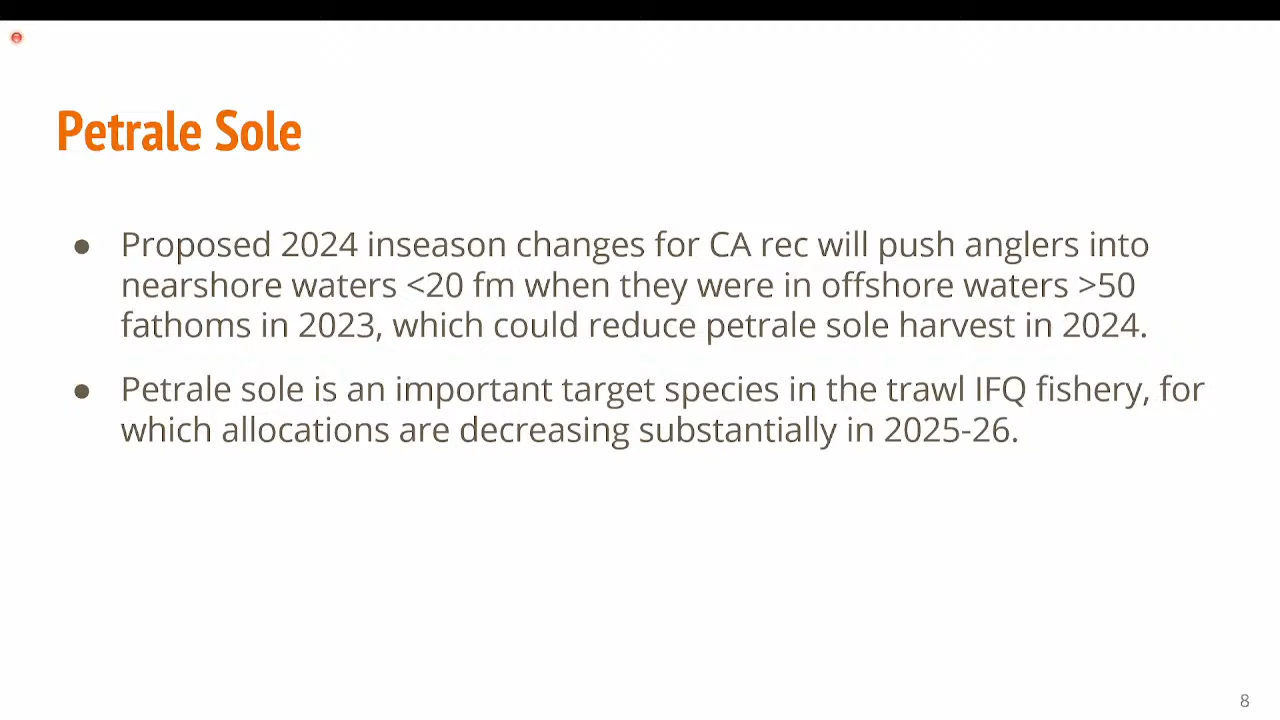 Petrale Sole
● Proposed 2024 inseason changes for CA rec will push anglers into
nearshore waters <20 fm when they were in offshore waters >50
fathoms in 2023, which could reduce petrale sole harvest in 2024.
● Petrale sole is an important target species in the trawl IFQ fishery, for
which allocations are decreasing substantially in 2025-26.
8